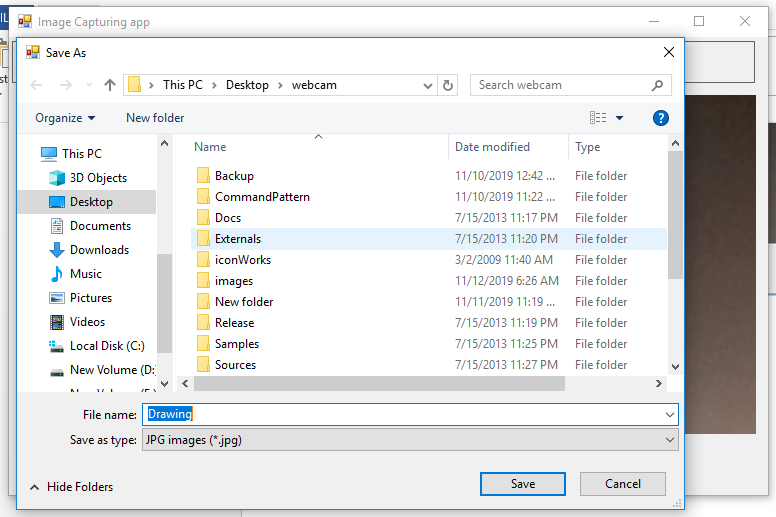 Image Capturing app
Save As
This PC > Desktop > webcam
Search webcam
Organize New folder
Name Date modified Type
This PC
3D Objects
Desktop
Documents
Downloads
Music
Pictures
Videos
Local Disk (C:)
New Volume (D:
Backup 11/10/2019 12:42 ... File folder
CommandPattern 11/10/2019 11:22 ... File folder
Docs 7/15/2013 11:17 PM File folder
Externals 7/15/2013 11:20 PM File folder
iconWorks 3/2/2009 11:40 AM File folder
images 11/12/2019 6:26 AM File folder
New folder 11/11/2019 11:19 ... File folder
Release 7/15/2013 11:19 PM File folder
Samples 7/15/2013 11:25 PM File folder
Sources 7/15/2013 11:27 PM File folder
File name: Drawing
Save as type: JPG images (*.jpg)
Hide Folders Save Cancel